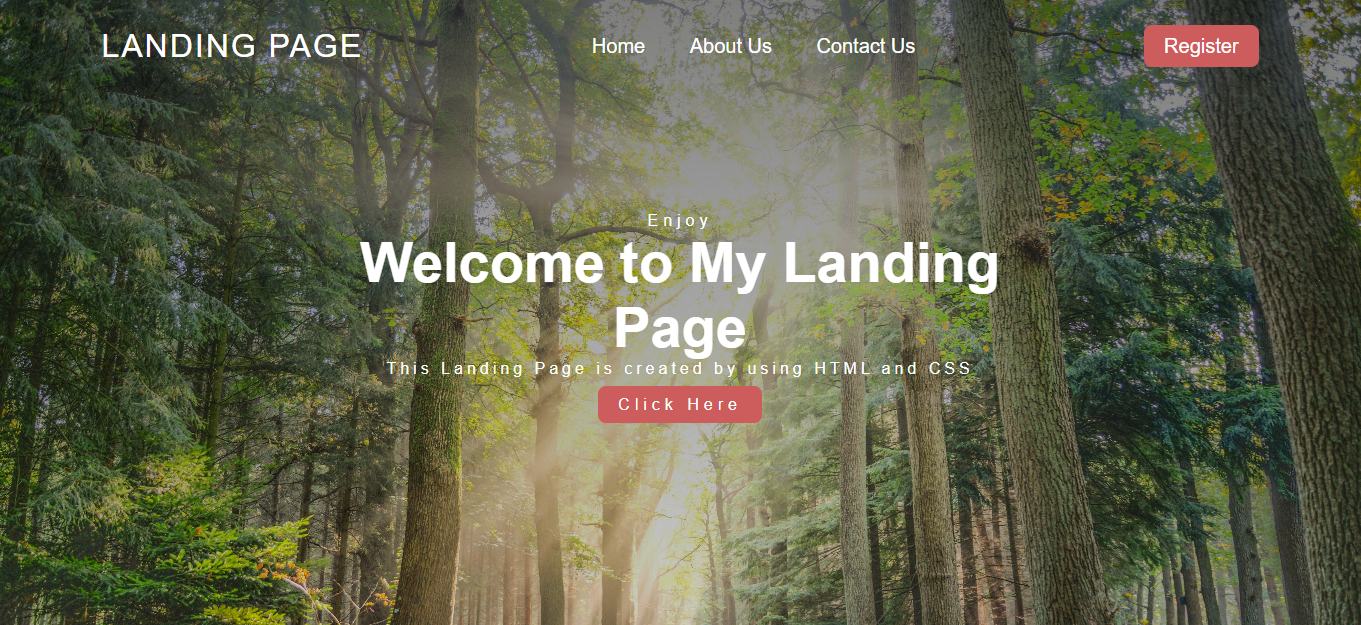 LANDING PAGE
Home About Us Contact Us
Register
Enjoy
Welcome to My Landing
Page
This Landing Page is created by using HTML and CSS
Click Here